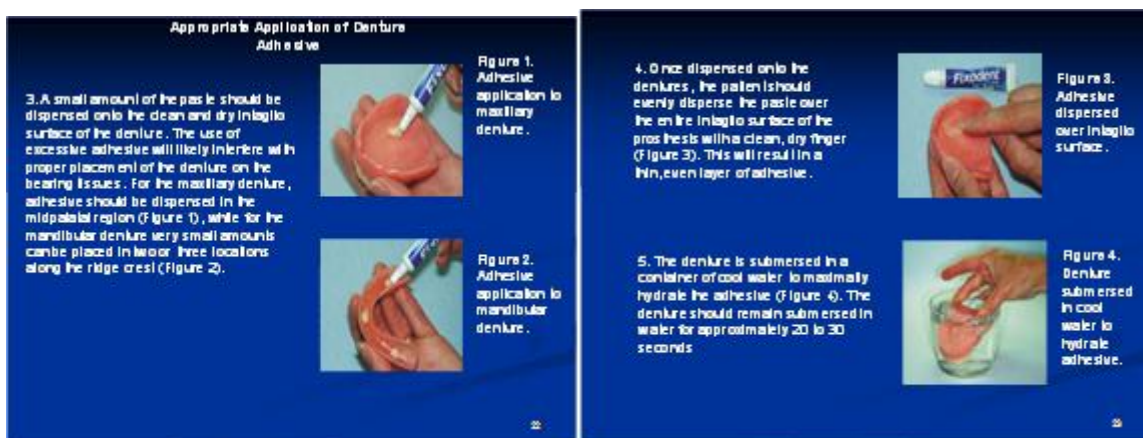 Appropriate Application of Denture
Adhesive
3. A small amount of the paste should be
dispensed onto the clean and dry intaglio
surface of the denture. The use of
excessive adhesive will likely interfere with
proper placement of the denture on the
bearing tissues. For the maxillary denture,
adhesive should be dispensed in the
midpalatal region (Figure 1), while for the
mandibular denture very small amounts
can be placed in two or three locations
along the ridge crest (Figure 2).
Figure 1.
Adhesive
application to
maxillary
denture.
Figure 2.
Adhesive
application to
mandibular
denture.
22
4. Once dispensed onto the
dentures, the patient should
evenly disperse the paste over
the entire intaglio surface of the
prosthesis with a clean, dry finger
(Figure 3). This will result in a
thin, even layer of adhesive.
Fixodent
Figure 3.
Adhesive
dispersed
over intaglio
surface.
5. The denture is submersed in a
container of cool water to maximally
hydrate the adhesive (Figure 4). The
denture should remain submersed in
water for approximately 20 to 30
seconds
Figure 4.
Denture
submersed
in cool
water to
hydrate
adhesive.